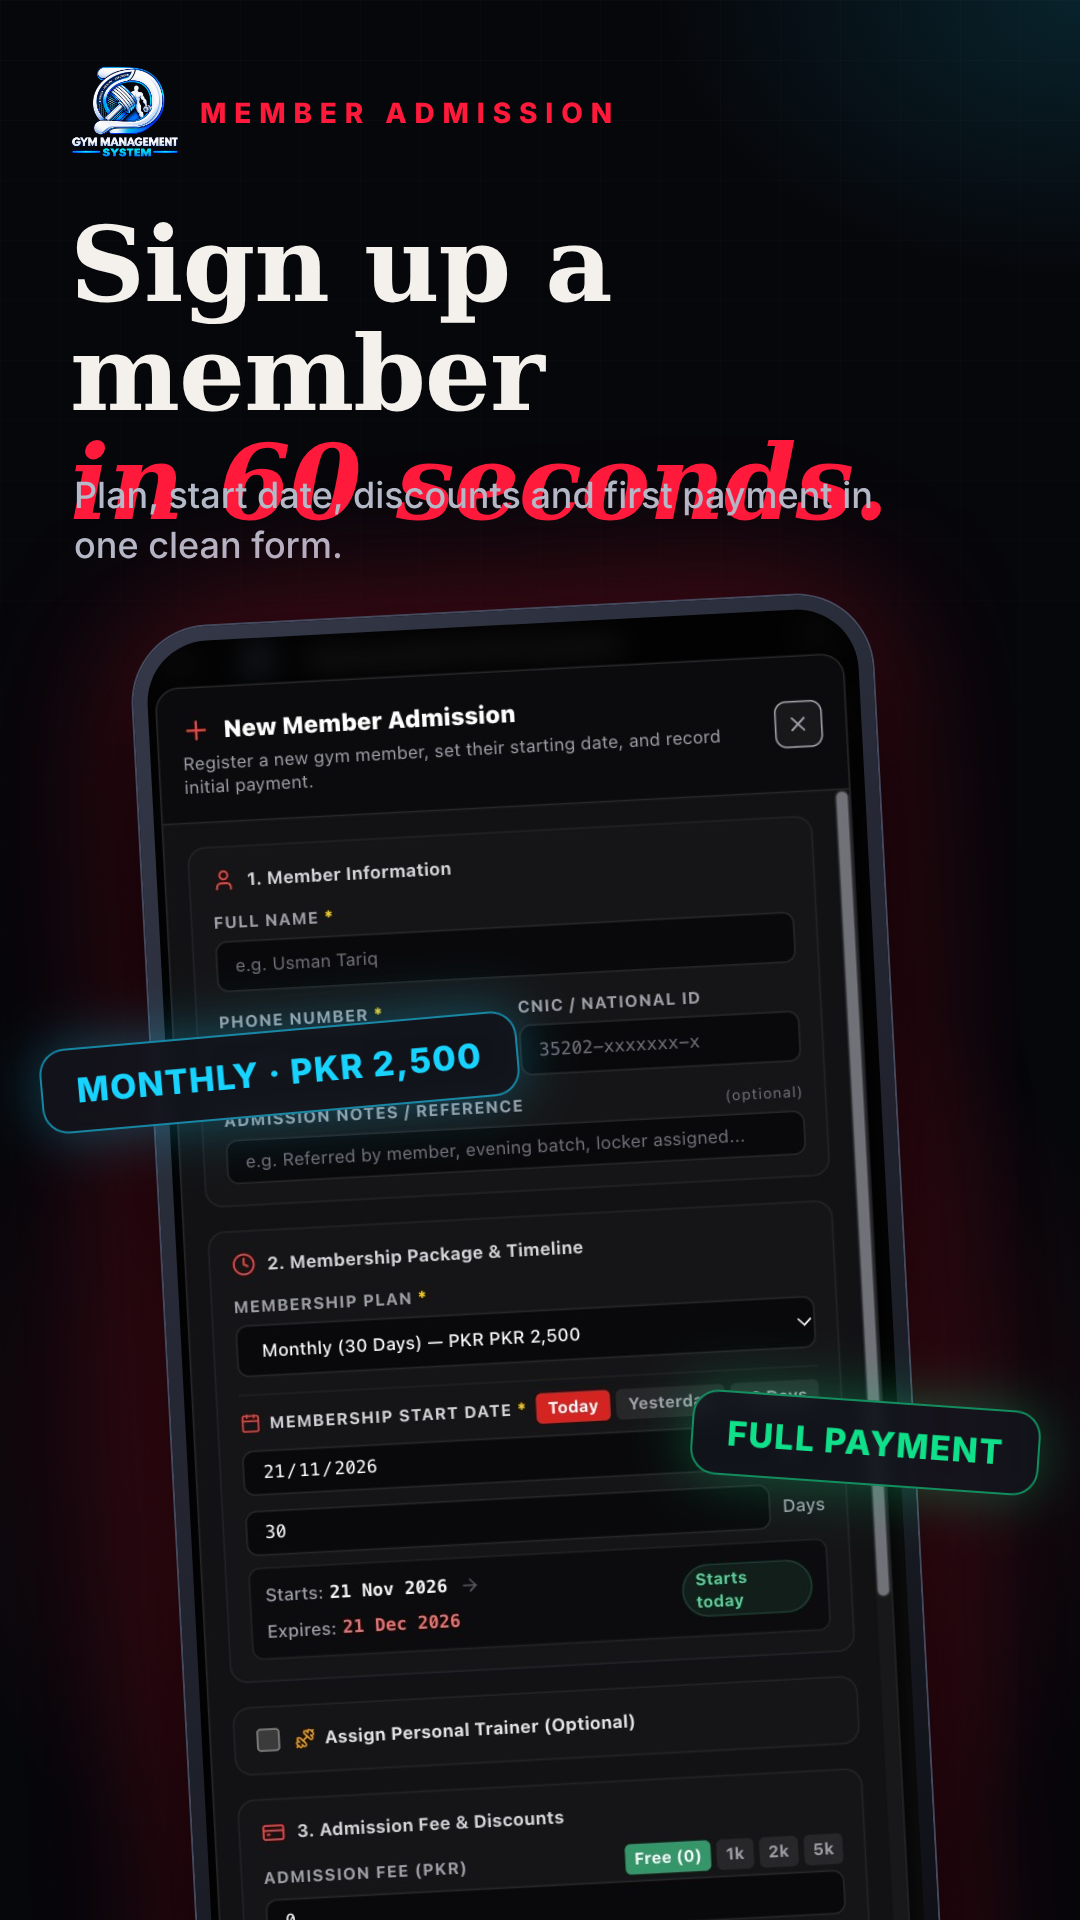 GYM MANAGEMENT
SYSTEM
MEMBER ADMISSION
Sign up a
member
in 60 seconds.
Plan, start date, discounts and first payment in
one clean form.
New Member Admission
Register a new gym member, set their starting date, and record
initial payment.
1. Member Information
FULL NAME *
e.g. Usman Tariq
PHONE NUMBER *
CNIC / NATIONAL ID
35202-xxxxxxx-x
MONTHLY · PKR 2,500
ADMISSION NOTES / REFERENCE
(optional)
e.g. Referred by member, evening batch, locker assigned...
2. Membership Package & Timeline
MEMBERSHIP PLAN *
Monthly (30 Days) — PKR PKR 2,500
MEMBERSHIP START DATE *
Today
Yesterda
Days
FULL PAYMENT
21/11/2026
30
Days
Starts: 21 Nov 2026 →
Expires: 21 Dec 2026
Starts
today
Assign Personal Trainer (Optional)
3. Admission Fee & Discounts
ADMISSION FEE (PKR)
Free (0)
1k
2k
5k
0